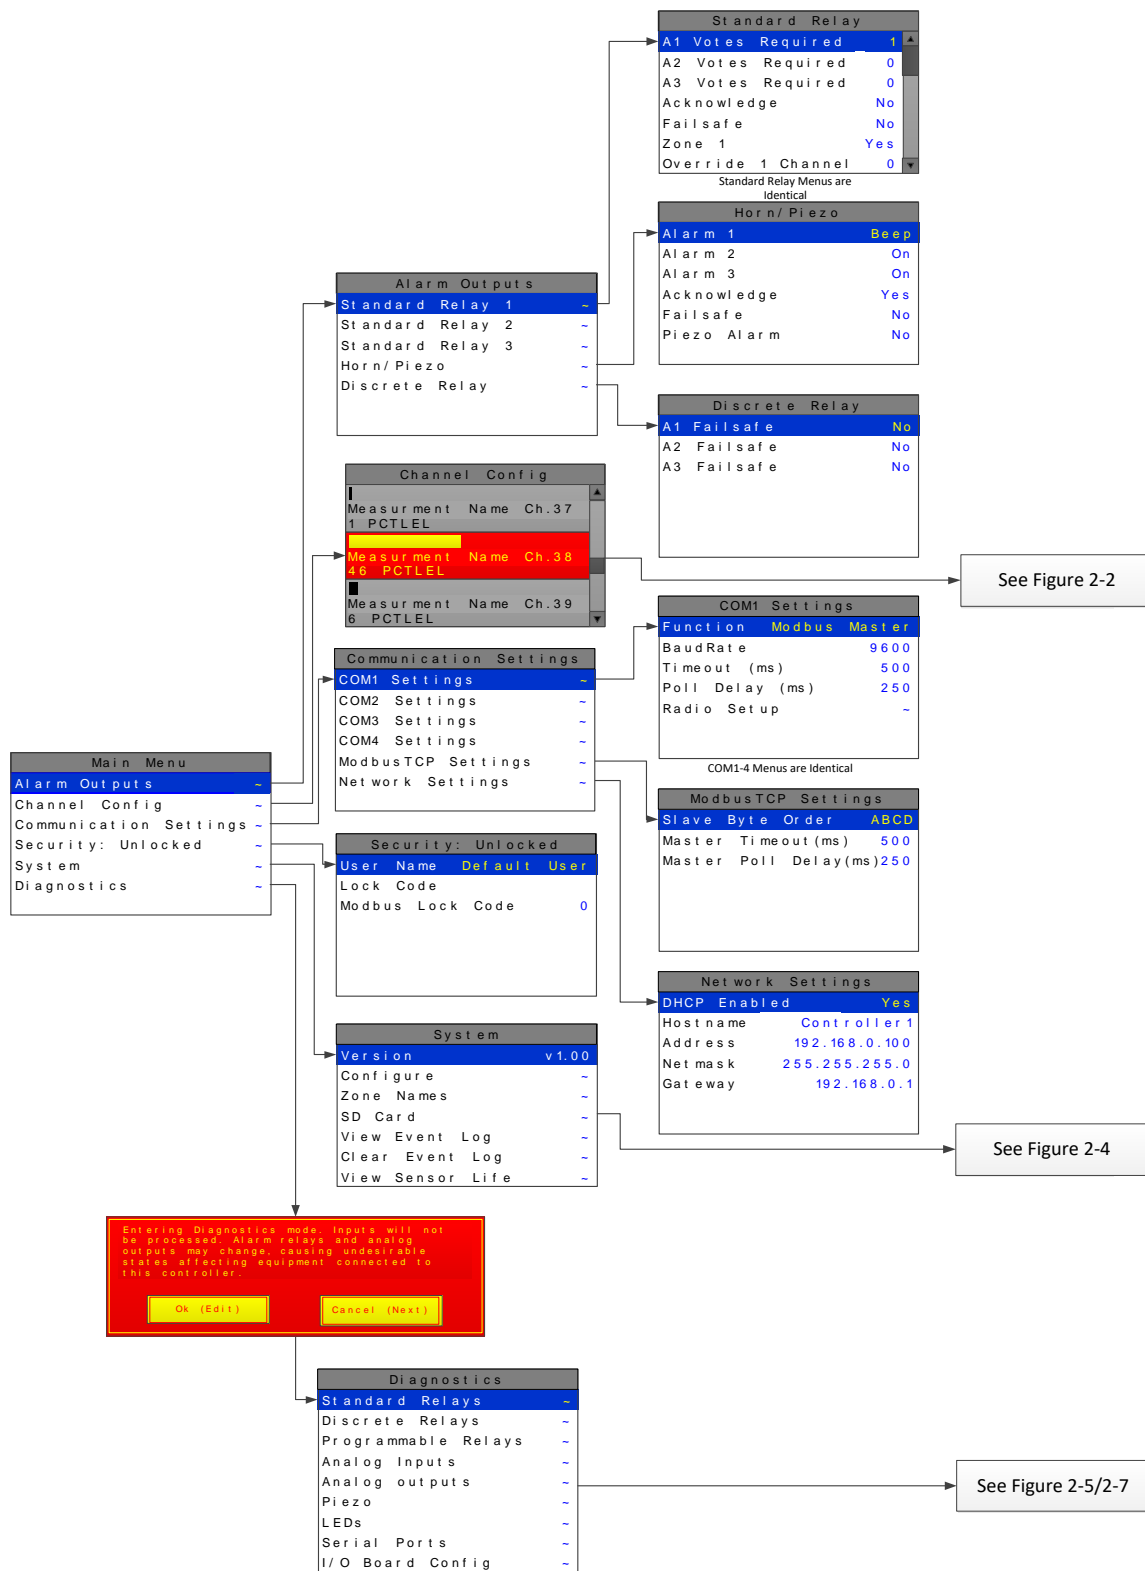 Standard Relay
A1 Votes Required 1
A2 Votes Required 0
A3 Votes Required 0
Acknowledge No
Failsafe No
Zone 1 Yes
Override 1 Channel 0
Standard Relay Menus are
Identical
Horn/Piezo
Alarm 1 Beep
Alarm 2 On
Alarm 3 On
Acknowledge Yes
Failsafe No
Piezo Alarm No
Alarm Outputs
Standard Relay 1 ~
Standard Relay 2 ~
Standard Relay 3 ~
Horn/Piezo ~
Discrete Relay ~
Discrete Relay
A1 Failsafe No
A2 Failsafe No
A3 Failsafe No
Channel Config
Measurment Name Ch.37
1 PCTLEL
Measurment Name Ch.38
46 PCTLEL
Measurment Name Ch.39
6 PCTLEL
See Figure 2-2
COM1 Settings
Function Modbus Master
BaudRate 9600
Timeout (ms) 500
Poll Delay (ms) 250
Radio Setup ~
COM1-4 Menus are Identical
Communication Settings
COM1 Settings ~
COM2 Settings ~
COM3 Settings ~
COM4 Settings ~
ModbusTCP Settings ~
Network Settings ~
Main Menu
Alarm Outputs ~
Channel Config ~
Communication Settings ~
Security: Unlocked ~
System ~
Diagnostics ~
ModbusTCP Settings
Slave Byte Order ABCD
Master Timeout(ms) 500
Master Poll Delay(ms)250
Security: Unlocked
User Name Default User
Lock Code
Modbus Lock Code 0
Network Settings
DHCP Enabled Yes
Hostname Controller1
Address 192.168.0.100
Netmask 255.255.255.0
Gateway 192.168.0.1
System
Version v1.00
Configure ~
Zone Names ~
SD Card ~
View Event Log ~
Clear Event Log ~
View Sensor Life ~
See Figure 2-4
Entering Diagnostics mode. Inputs will not
be processed. Alarm relays and analog
outputs may change, causing undesirable
states affecting equipment connected to
this controller.
Ok (Edit)
Cancel (Next)
Diagnostics
Standard Relays ~
Discrete Relays ~
Programmable Relays ~
Analog Inputs ~
Analog outputs ~
Piezo ~
LEDs ~
Serial Ports ~
I/O Board Config ~
See Figure 2-5/2-7